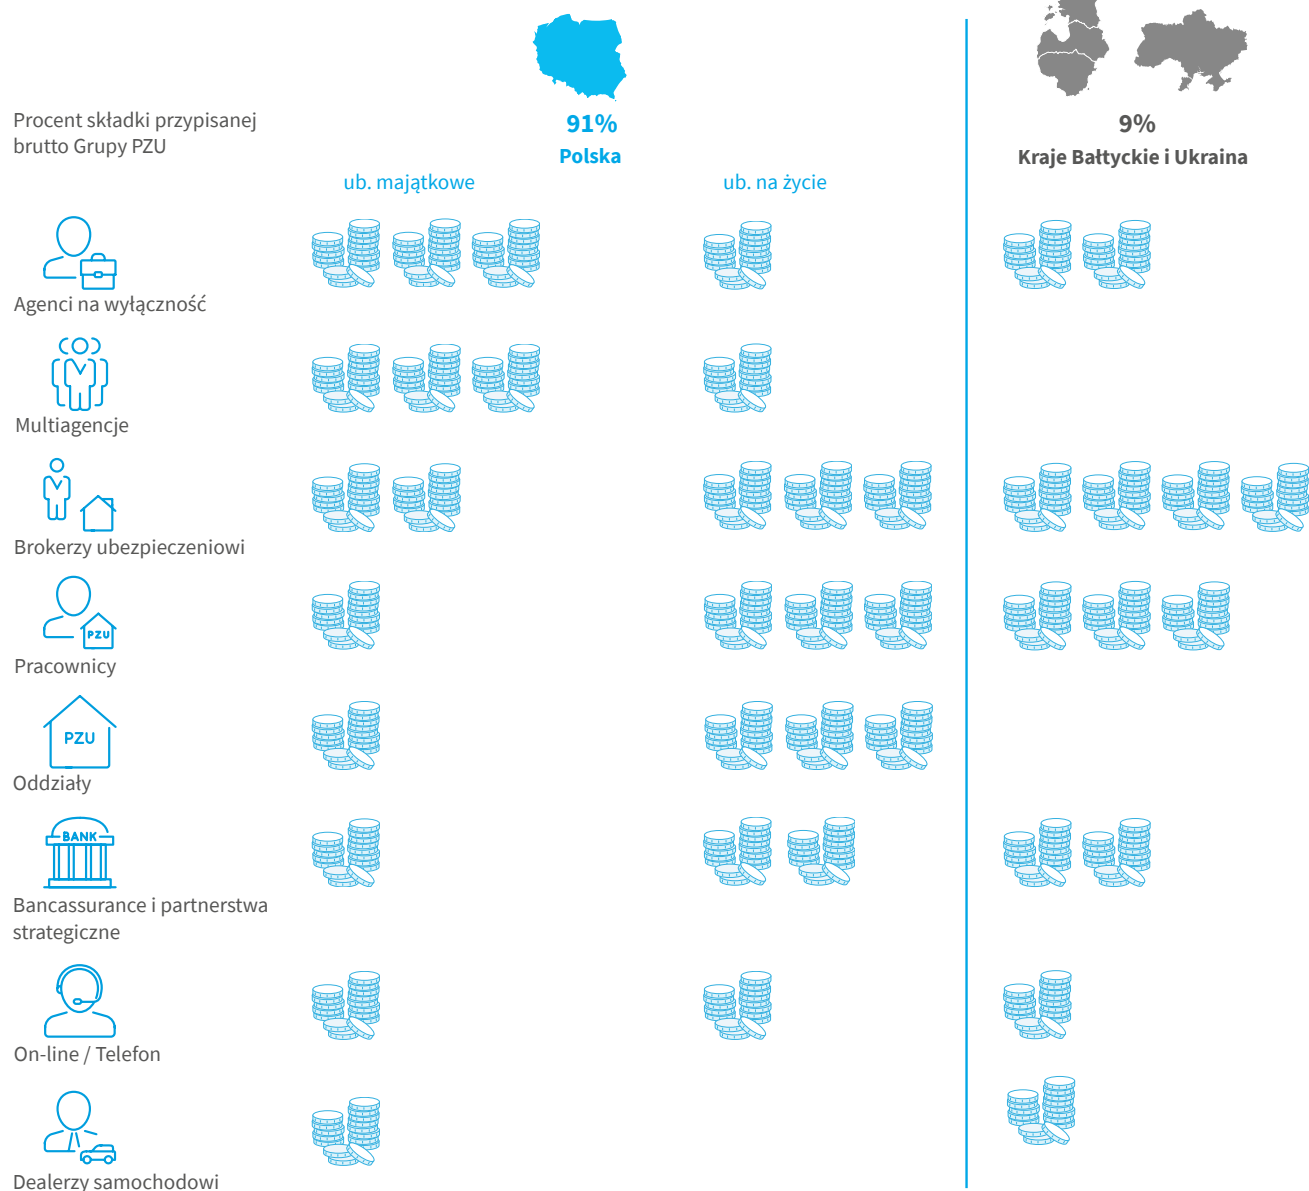 Procent składki przypisanej
brutto Grupy PZU
91%
Polska
9%
Kraje Bałtyckie i Ukraina
ub. majątkowe
ub. na życie
Agenci na wyłączność
Multiagencje
Brokerzy ubezpieczeniowi
PZU
Pracownicy
PZU
Oddziały
BANK
Bancassurance i partnerstwa
strategiczne
On-line / Telefon
Dealerzy samochodowi